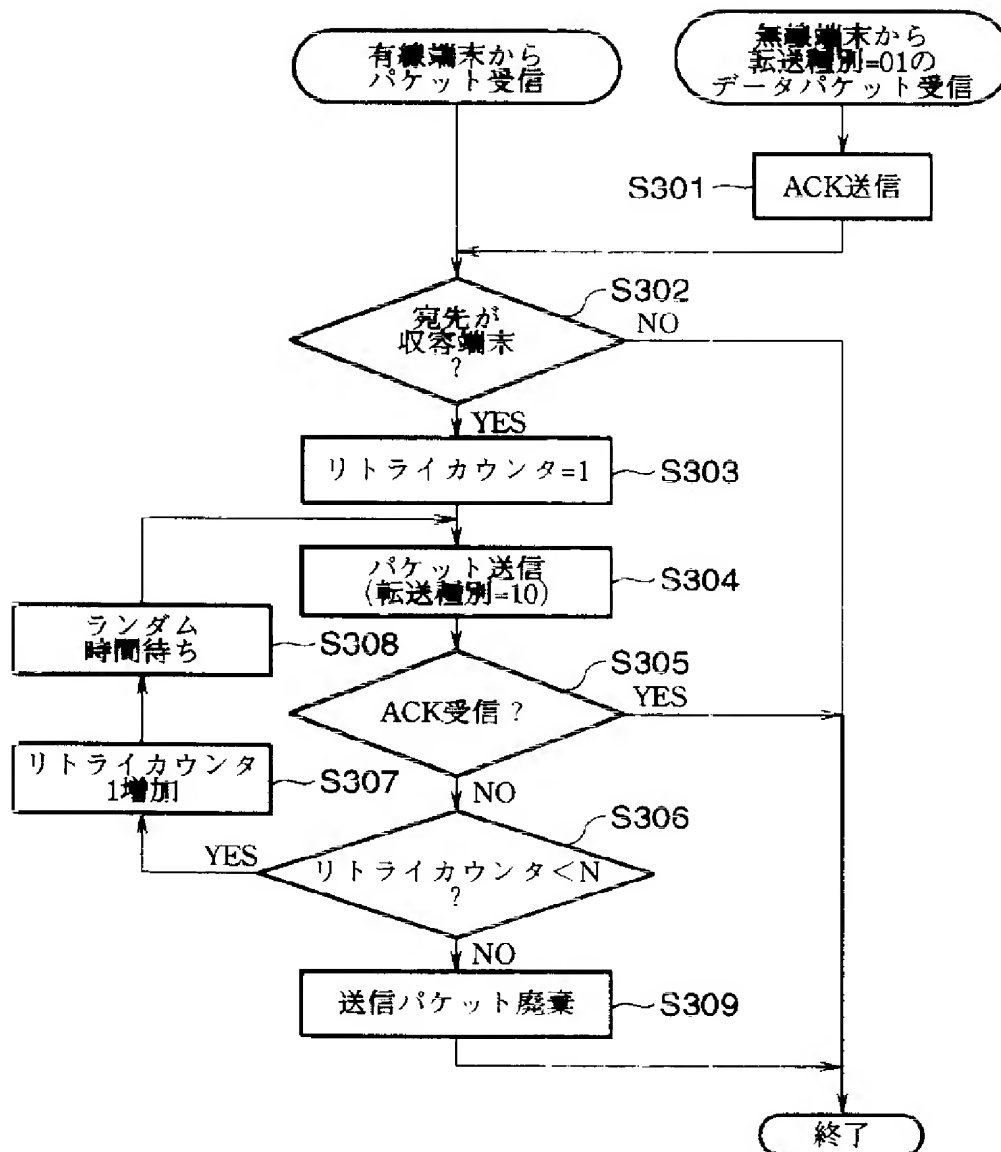 有線端末から
パケット受信
無線端末から
転送種別=01の
データパケット受信
S301
ACK送信
S302
宛先が
収容端末
?
NO
YES
リトライカウンタ=1
S303
パケット送信
(転送種別=10)
S304
ランダム
時間待ち
S308
S305
ACK受信?
YES
リトライカウンタ
1増加
S307
NO
S306
YES
リトライカウンタ<N
?
NO
送信パケット廃棄
S309
終了